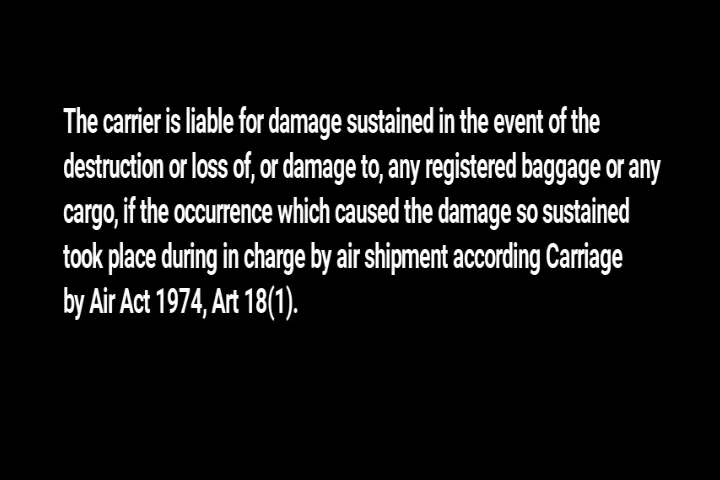 The carrier is liable for damage sustained in the event of the
destruction or loss of, or damage to, any registered baggage or any
cargo, if the occurrence which caused the damage so sustained
took place during in charge by air shipment according Carriage
by Air Act 1974, Art 18(1).